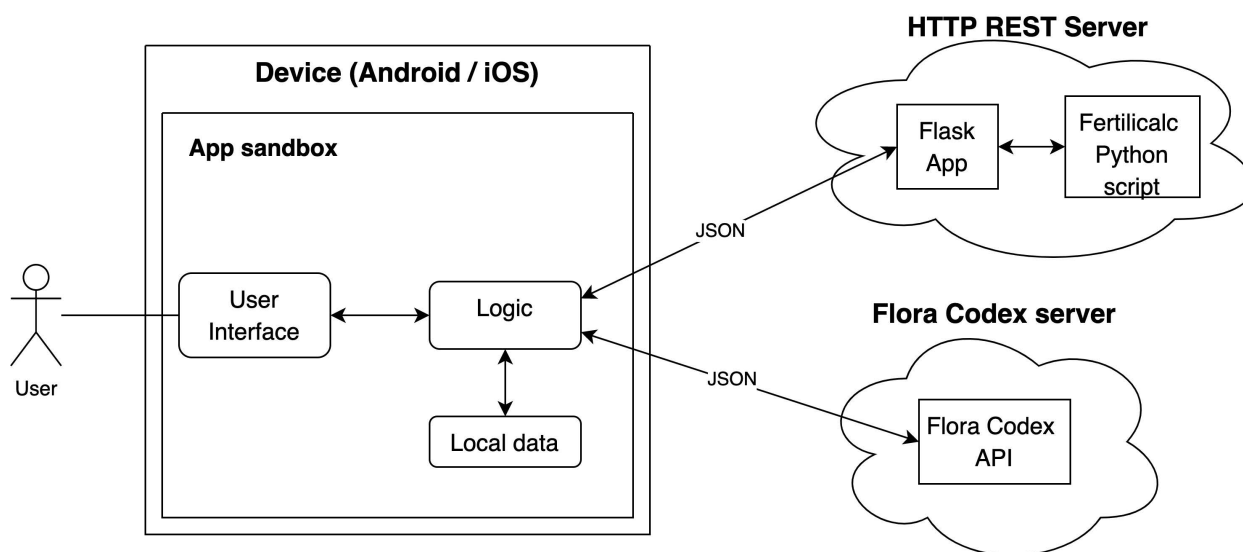 HTTP REST Server
Device (Android / iOS)
App sandbox
Flask
App
Fertilicalc
Python
script
JSON
User
Interface
Logic
Flora Codex server
JSON
User
Local data
Flora Codex
API